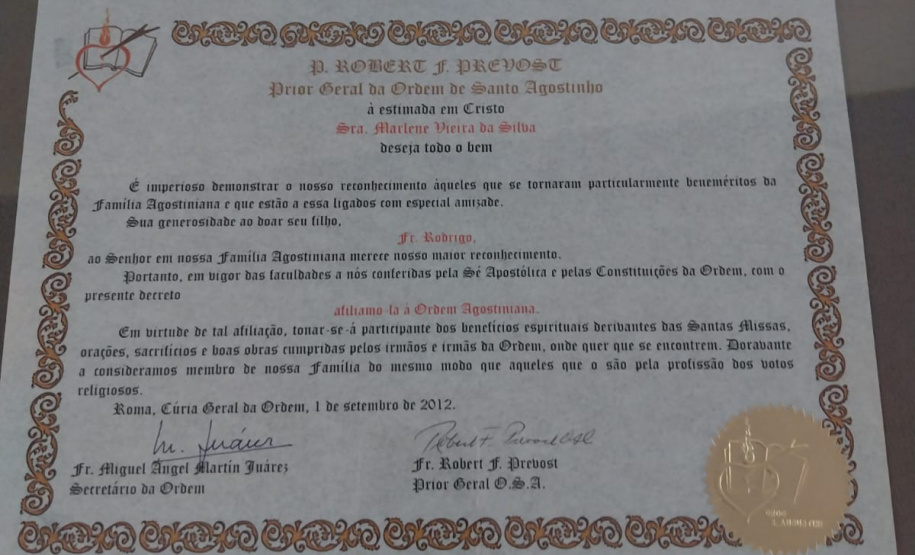 P. ROBERT F. PREVOST
Prior Geral da Ordem de Santo Agostinho
à estimada em Cristo
Sra. Marlene Vieira da Silva
deseja todo o bem
É imperioso demonstrar o nosso reconhecimento àqueles que se tornaram particularmente beneméritos da
Família Agostiniana e que estão a essa ligados com especial amizade.
Sua generosidade ao doar seu filho,
Fr. Rodrigo,
ao Senhor em nossa Família Agostiniana merece nosso maior reconhecimento.
Portanto, em vigor das faculdades a nós conferidas pela Sé Apostólica e pelas Constituições da Ordem, com o
presente decreto
afiliamo-la à Ordem Agostiniana.
Em virtude de tal afiliação, tonar-se-á participante dos benefícios espirituais derivantes das Santas Missas,
orações, sacrifícios e boas obras cumpridas pelos irmãos e irmãs da Ordem, onde quer que se encontrem. Doravante
a consideramos membro de nossa Família do mesmo modo que aqueles que o são pela profissão dos votos
religiosos.
Roma, Cúria Geral da Ordem, 1 de setembro de 2012.
M. Juárez
Robert F. Prevost OSA
Fr. Miguel Ángel Martín Juárez
Fr. Robert F. Prevost
Secretário da Ordem
Prior Geral O.S.A.